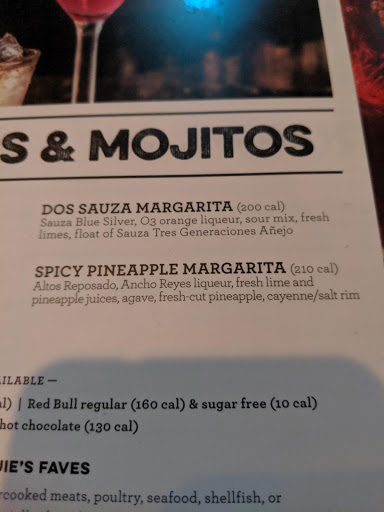 S & MOJITOS
DOS SAUZA MARGARITA (200 cal)
Sauza Blue Silver, O3 orange liqueur, sour mix, fresh
limes, float of Sauza Tres Generaciones Añejo
SPICY PINEAPPLE MARGARITA (210 cal)
Altos Reposado, Ancho Reyes liqueur, fresh lime and
pineapple juices, agave, fresh-cut pineapple, cayenne/salt rim
AILABLE —
al) | Red Bull regular (160 cal) & sugar free (10 cal)
hot chocolate (130 cal)
JIE'S FAVES
rcooked meats, poultry, seafood, shellfish, or